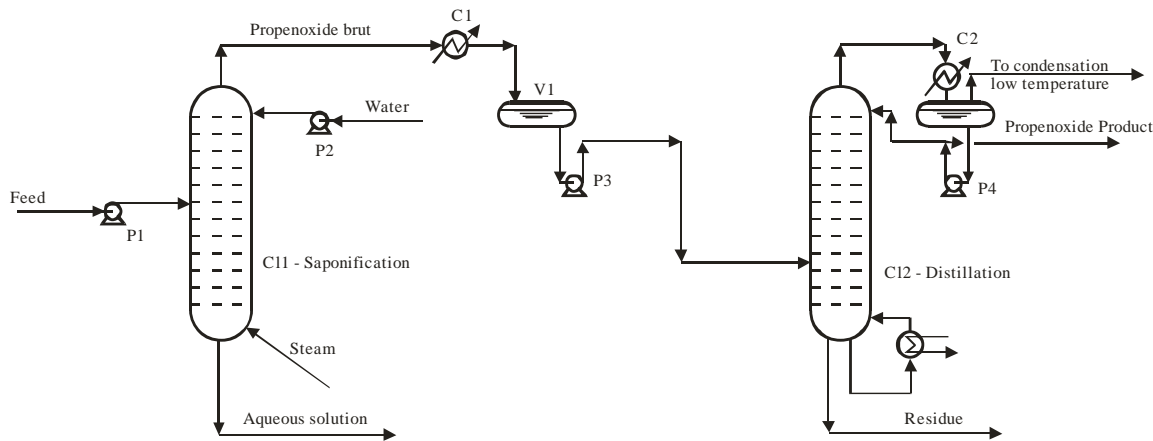 C1
Propenoxide brut
C2
To condensation
low temperature
V1
Water
Propenoxide Product
P2
P3
P4
Feed
P1
Cl1 - Saponification
Cl2 - Distillation
Steam
Aqueous solution
Residue